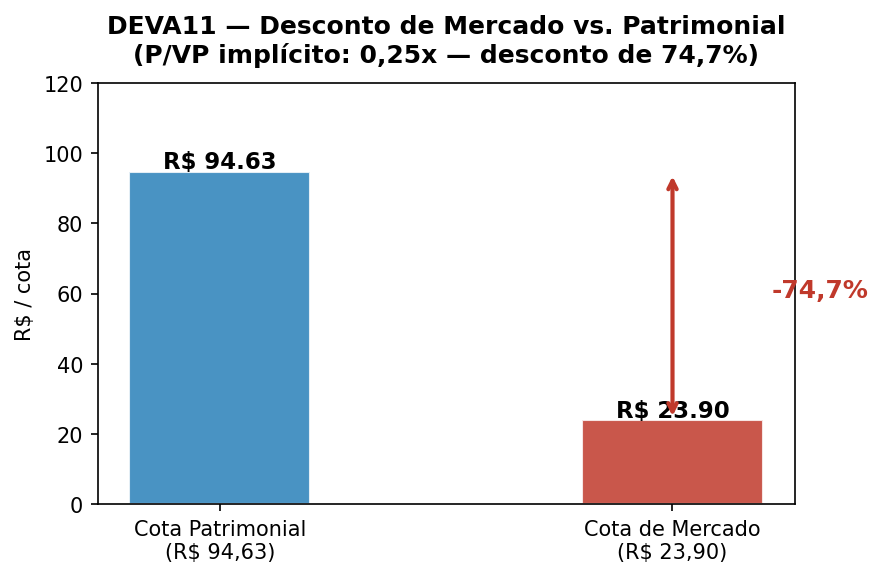 DEVA11 — Desconto de Mercado vs. Patrimonial
(P/VP implícito: 0,25x — desconto de 74,7%)
120
100
80
60
40
20
0
R$ / cota
R$ 94.63
R$ 23.90
-74,7%
Cota Patrimonial
(R$ 94,63)
Cota de Mercado
(R$ 23,90)